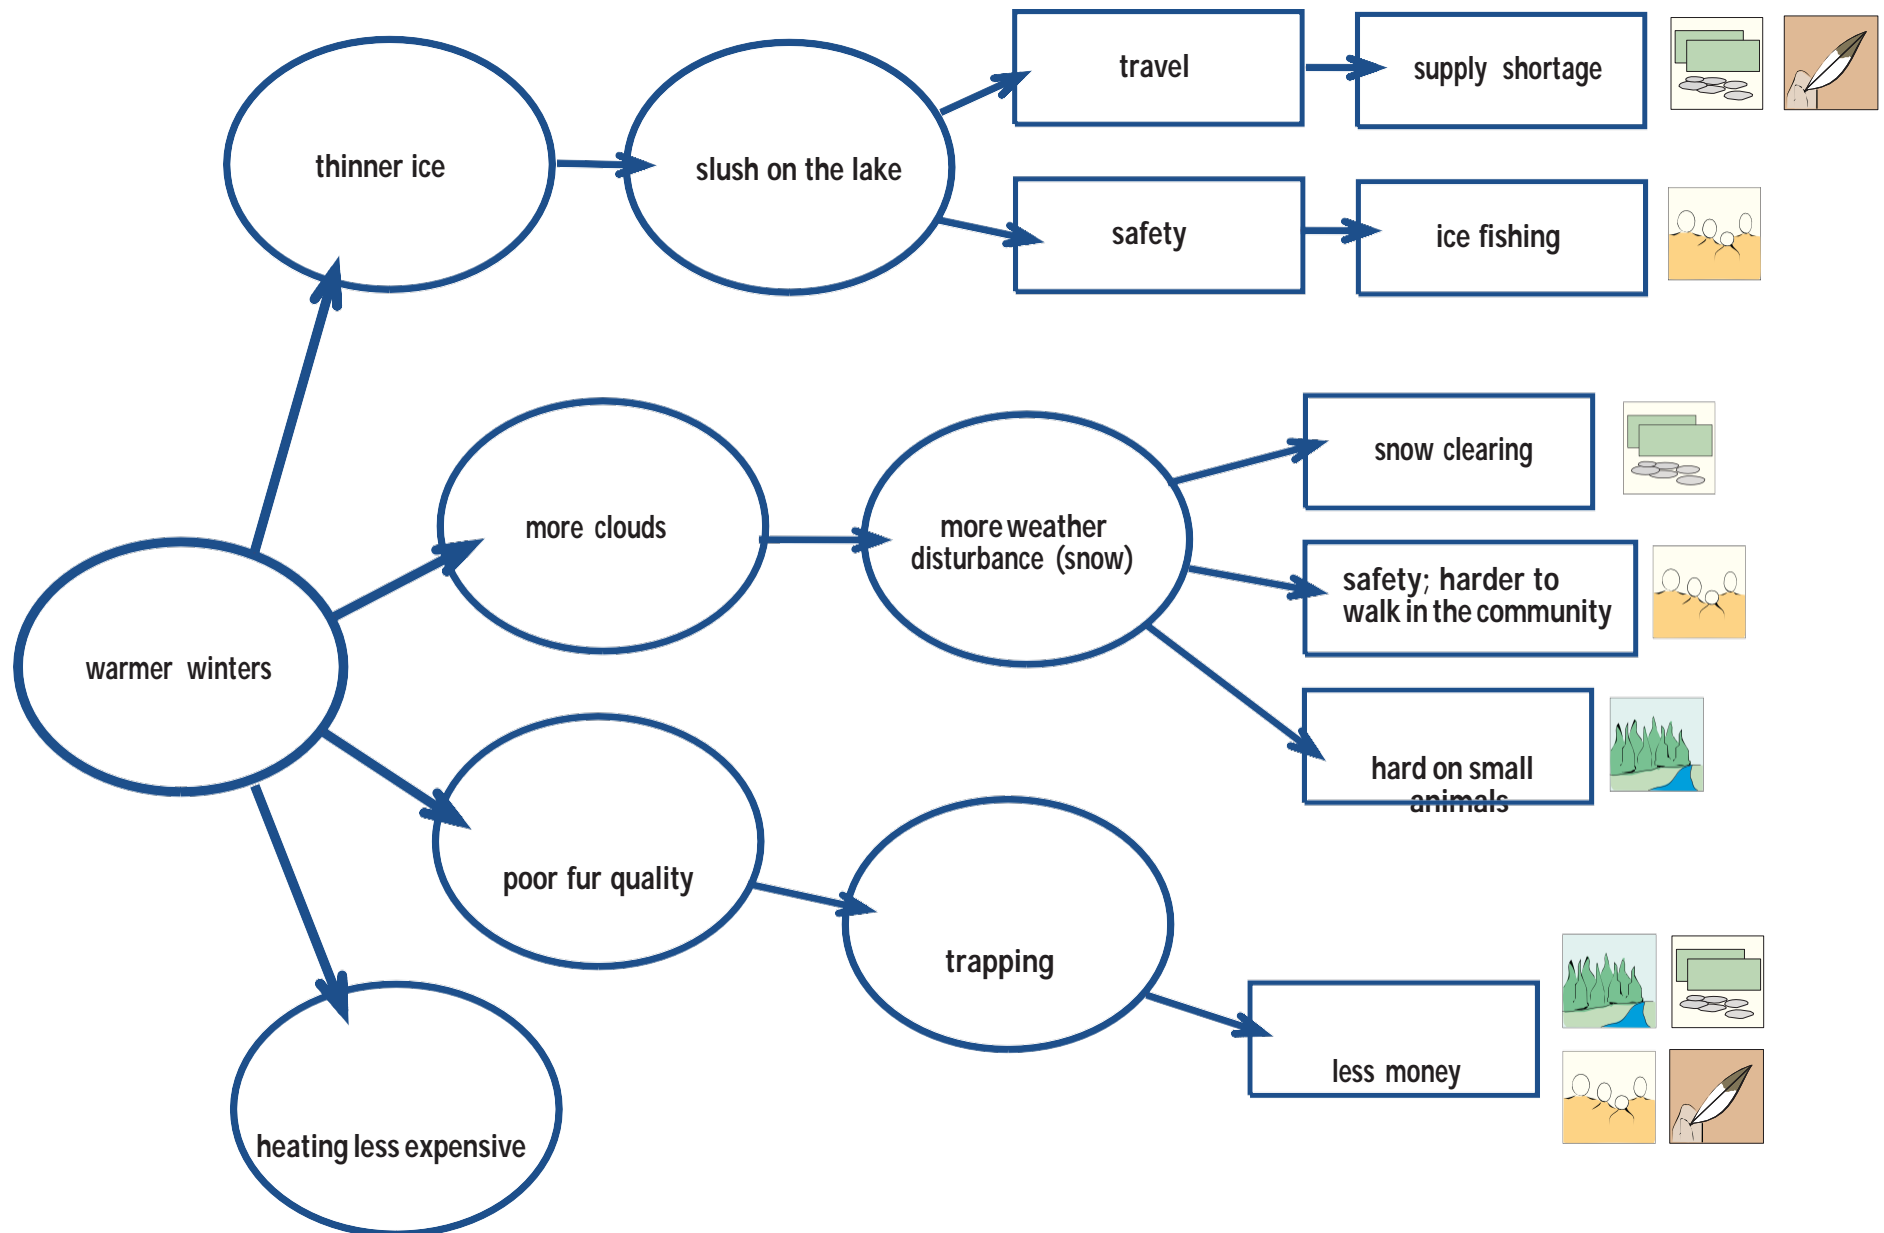 travel
supply shortage
thinner ice
slush on the lake
safety
ice fishing
snow clearing
more clouds
more weather
disturbance (snow)
safety; harder to
walk in the community
warmer winters
hard on small
animals
poor fur quality
trapping
less money
heating less expensive